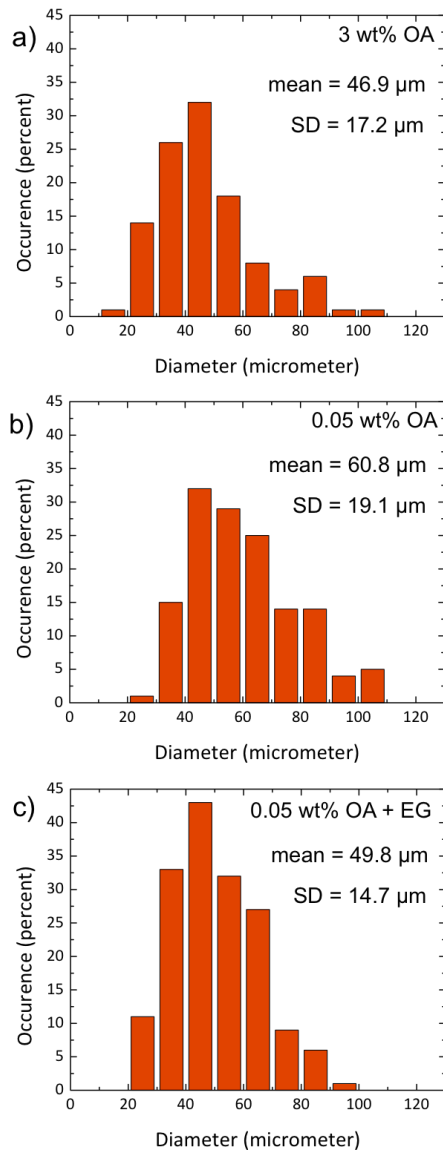 a)
3 wt% OA
mean = 46.9 µm
SD = 17.2 µm
Occurence (percent)
45
40
35
30
25
20
15
10
5
0
0 20 40 60 80 100 120
Diameter (micrometer)
b)
0.05 wt% OA
mean = 60.8 µm
SD = 19.1 µm
Occurence (percent)
45
40
35
30
25
20
15
10
5
0
0 20 40 60 80 100 120
Diameter (micrometer)
c)
0.05 wt% OA + EG
mean = 49.8 µm
SD = 14.7 µm
Occurence (percent)
45
40
35
30
25
20
15
10
5
0
0 20 40 60 80 100 120
Diameter (micrometer)